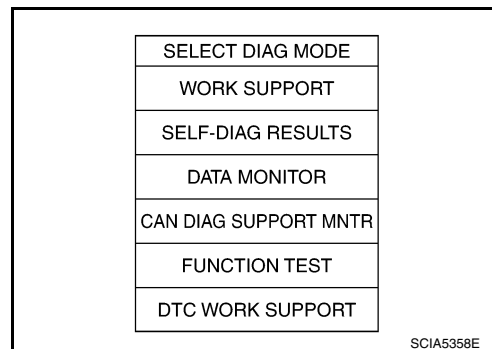 SELECT DIAG MODE
WORK SUPPORT
SELF-DIAG RESULTS
DATA MONITOR
CAN DIAG SUPPORT MNTR
FUNCTION TEST
DTC WORK SUPPORT
SCIA5358E